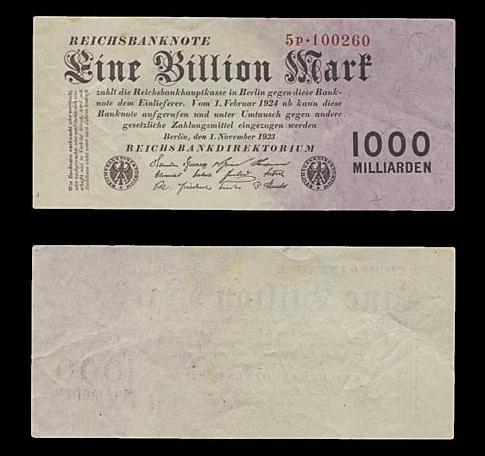 REICHSBANKNOTE 5P·100260
Eine Billion Mark
zahlt die Reichsbankhauptkasse in Berlin gegen diese Bank-
note dem Einlieferer. Vom 1. Februar 1924 ab kann diese
Banknote aufgerufen und unter Umtausch gegen andere
gesetzliche Zahlungsmittel eingezogen werden
Berlin, den 1. November 1923
REICHSBANKDIREKTORIUM
1000
MILLIARDEN